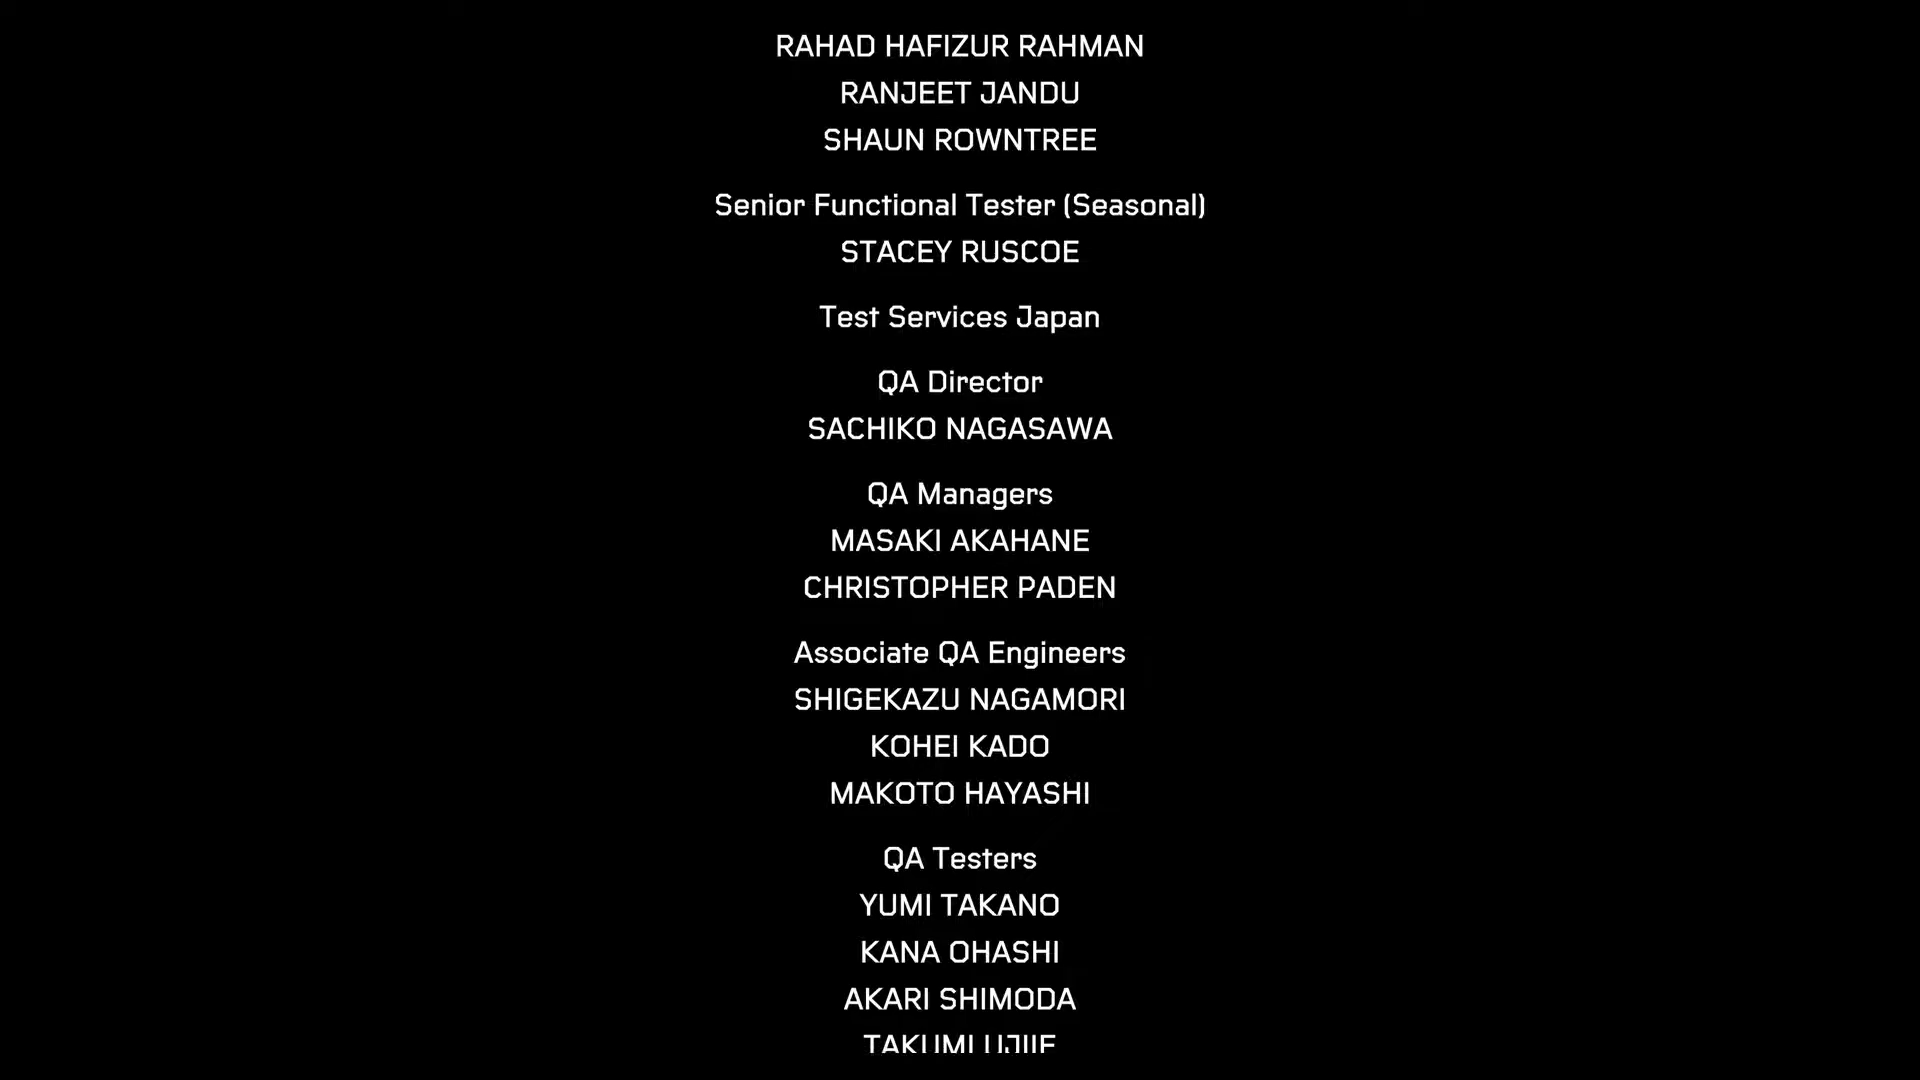 RAHAD HAFIZUR RAHMAN
RANJEET JANDU
SHAUN ROWNTREE
Senior Functional Tester (Seasonal)
STACEY RUSCOE
Test Services Japan
QA Director
SACHIKO NAGASAWA
QA Managers
MASAKI AKAHANE
CHRISTOPHER PADEN
Associate QA Engineers
SHIGEKAZU NAGAMORI
KOHEI KADO
MAKOTO HAYASHI
QA Testers
YUMI TAKANO
KANA OHASHI
AKARI SHIMODA
TAKUMI UJIIE